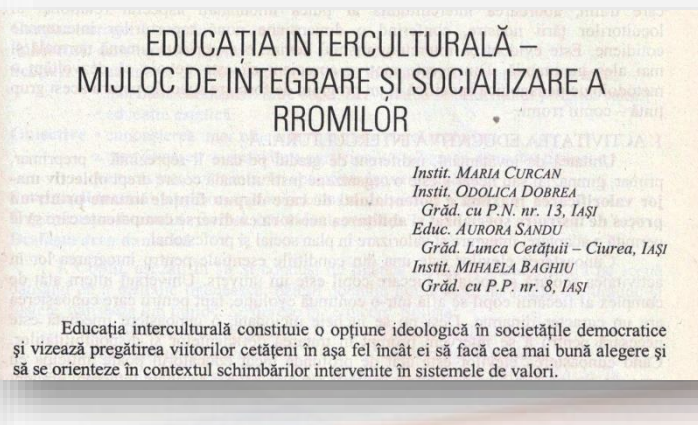 EDUCAȚIA INTERCULTURALĂ –
MIJLOC DE INTEGRARE ȘI SOCIALIZARE A
RROMILOR
Instit. MARIA CURCAN
Instit. ODOLICA DOBREA
Grăd. cu P.N. nr. 13, IAȘI
Educ. AURORA SANDU
Grăd. Lunca Cetățuii – Ciurea, IAȘI
Instit. MIHAELA BAGHIU
Grăd. cu P.P. nr. 8, IAȘI
Educația interculturală constituie o opțiune ideologică în societățile democratice
și vizează pregătirea viitorilor cetățeni în așa fel încât ei să facă cea mai bună alegere și
să se orienteze în contextul schimbărilor intervenite în sistemele de valori.